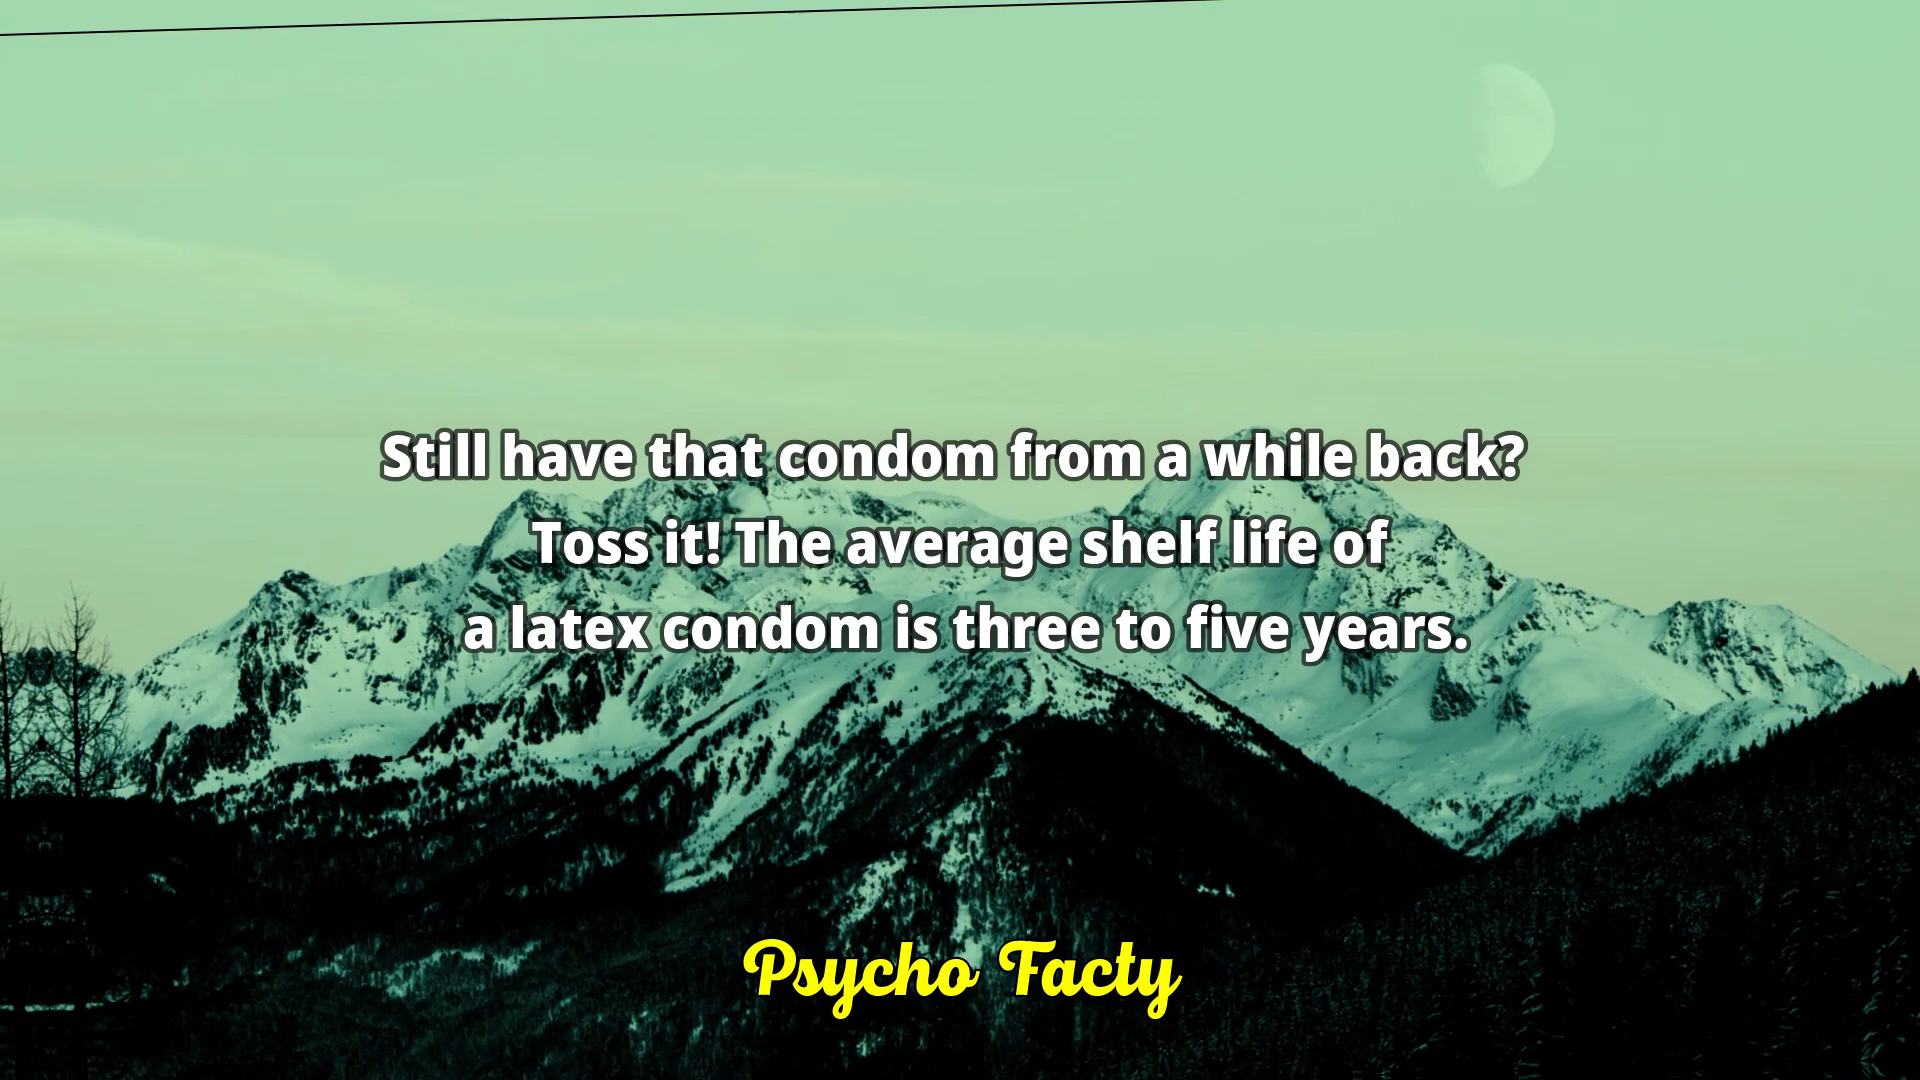 Still have that condom from a while back?
Toss it! The average shelf life of
a latex condom is three to five years.
Psycho Facty